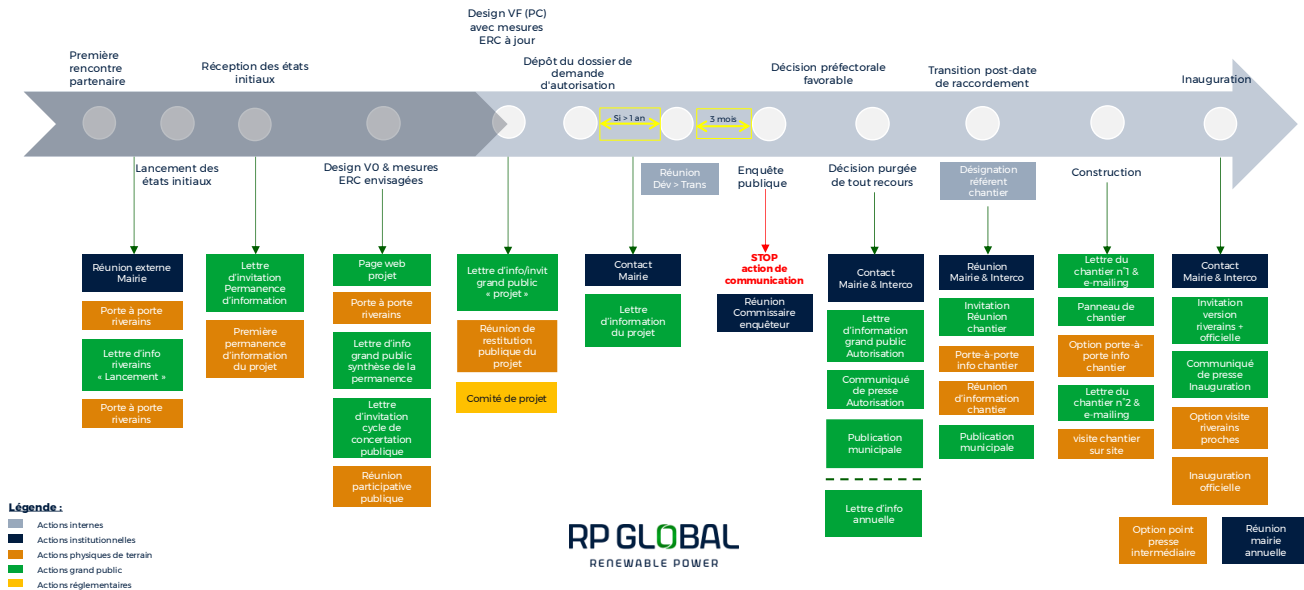 Première
rencontre
partenaire
Lancement des
états initiaux
Réception des états
initiaux
Design V0 & mesures
ERC envisagées
Design VF (PC)
avec mesures
ERC à jour
Dépôt du dossier de
demande
d'autorisation
Si > 1 an
Réunion
Dév > Trans
3 mois
Enquête
publique
Décision préfectorale
favorable
Décision purgée
de tout recours
Transition post-date
de raccordement
Désignation
référent
chantier
Construction
Inauguration
Réunion externe
Mairie
Porte à porte
riverains
Lettre d'info
riverains
« Lancement »
Porte à porte
riverains
Lettre
d'invitation
Permanence
d'information
Première
permanence
d'information
du projet
Page web
projet
Porte à porte
riverains
Lettre d'info
grand public
synthèse de la
permanence
Lettre
d'invitation
cycle de
concertation
publique
Réunion
participative
publique
Lettre d'info/invit
grand public
« projet »
Réunion de
restitution
publique du
projet
Comité de projet
Contact
Mairie
Lettre
d'information
du projet
STOP
action de
communication
Réunion
Commissaire
enquêteur
Contact
Mairie & Interco
Lettre
d'information
grand public
Autorisation
Communiqué
de presse
Autorisation
Publication
municipale
Lettre d'info
annuelle
Réunion
Mairie & Interco
Invitation
Réunion
chantier
Porte-à-porte
info chantier
Réunion
d'information
chantier
Publication
municipale
Lettre du
chantier n°1 &
e-mailing
Panneau de
chantier
Option porte-à-
porte info
chantier
Lettre du
chantier n°2 &
e-mailing
visite chantier
sur site
Contact
Mairie & Interco
Invitation
version
riverains +
officielle
Communiqué
de presse
Inauguration
Option visite
riverains
proches
Inauguration
officielle
Option point
presse
intermédiaire
Réunion
mairie
annuelle
Légende :
Actions internes
Actions institutionnelles
Actions physiques de terrain
Actions grand public
Actions réglementaires
RP GLOBAL
RENEWABLE POWER